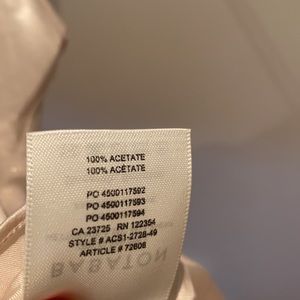 100% ACETATE
100% ACÉTATE
PO 4500117592
PO 4500117593
PO 4500117594
CA 23725 RN 122354
STYLE # ACS1-2728-49
ARTICLE # 72608